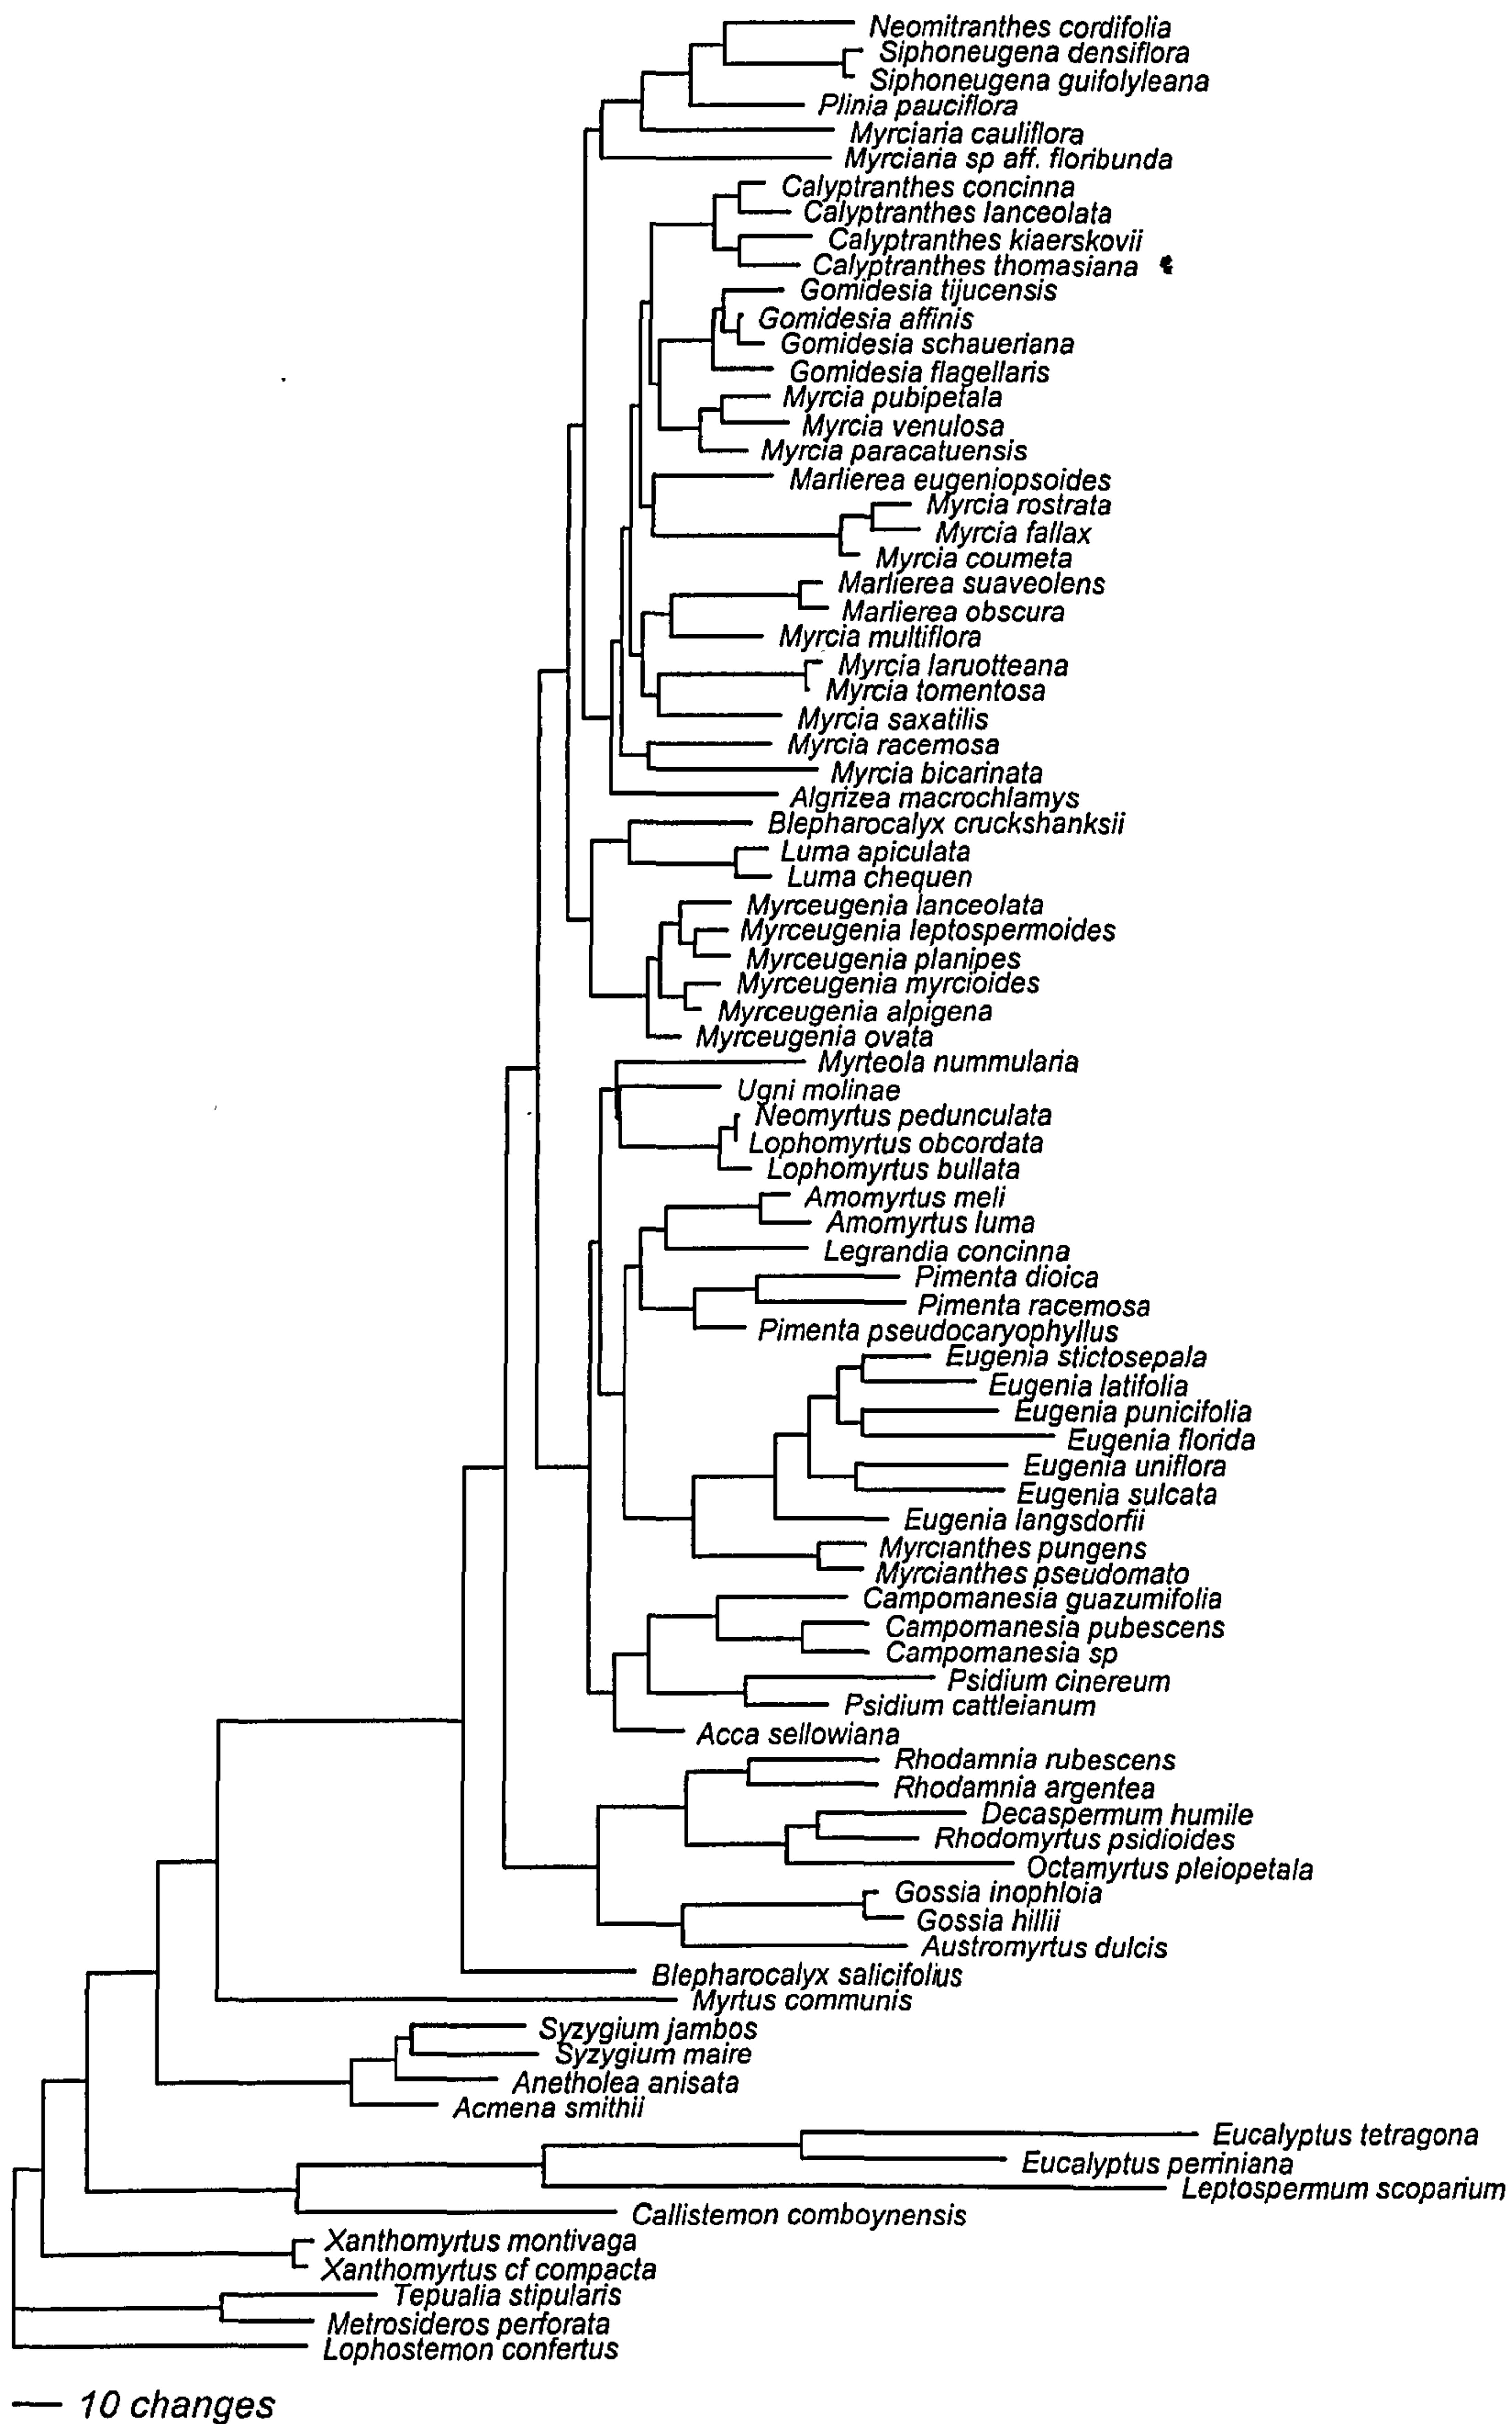 Neomitranthes cordifolia
Siphoneugena densiflora
Siphoneugena guifolyleana
Plinia pauciflora
Myrciaria cauliflora
Myrciaria sp aff. floribunda
Calyptranthes concinna
Calyptranthes lanceolata
Calyptranthes kiaerskovii
Calyptranthes thomasiana
Gomidesia tijucensis
Gomidesia affinis
Gomidesia schaueriana
Gomidesia flagellaris
Myrcia pubipetala
Myrcia venulosa
Myrcia paracatuensis
Marlierea eugeniopsoides
Myrcia rostrata
Myrcia fallax
Myrcia coumeta
Marlierea suaveolens
Marlierea obscura
Myrcia multiflora
Myrcia laruotteana
Myrcia tomentosa
Myrcia saxatilis
Myrcia racemosa
Myrcia bicarinata
Algrizea macrochlamys
Blepharocalyx cruckshanksii
Luma apiculata
Luma chequen
Myrceugenia lanceolata
Myrceugenia leptospermoides
Myrceugenia planipes
Myrceugenia myrcioides
Myrceugenia alpigena
Myrceugenia ovata
Myrteola nummularia
Ugni molinae
Neomyrtus pedunculata
Lophomyrtus obcordata
Lophomyrtus bullata
Amomyrtus meli
Amomyrtus luma
Legrandia concinna
Pimenta dioica
Pimenta racemosa
Pimenta pseudocaryophyllus
Eugenia stictosepala
Eugenia latifolia
Eugenia punicifolia
Eugenia florida
Eugenia uniflora
Eugenia sulcata
Eugenia langsdorfii
Myrcianthes pungens
Myrcianthes pseudomato
Campomanesia guazumifolia
Campomanesia pubescens
Campomanesia sp
Psidium cinereum
Psidium cattleianum
Acca sellowiana
Rhodamnia rubescens
Rhodamnia argentea
Decaspermum humile
Rhodomyrtus psidioides
Octamyrtus pleiopetala
Gossia inophloia
Gossia hillii
Austromyrtus dulcis
Blepharocalyx salicifolius
Myrtus communis
Syzygium jambos
Syzygium maire
Anetholea anisata
Acmena smithii
Eucalyptus tetragona
Eucalyptus perriniana
Leptospermum scoparium
Callistemon comboynensis
Xanthomyrtus montivaga
Xanthomyrtus cf compacta
Tepualia stipularis
Metrosideros perforata
Lophostemon confertus
10 changes